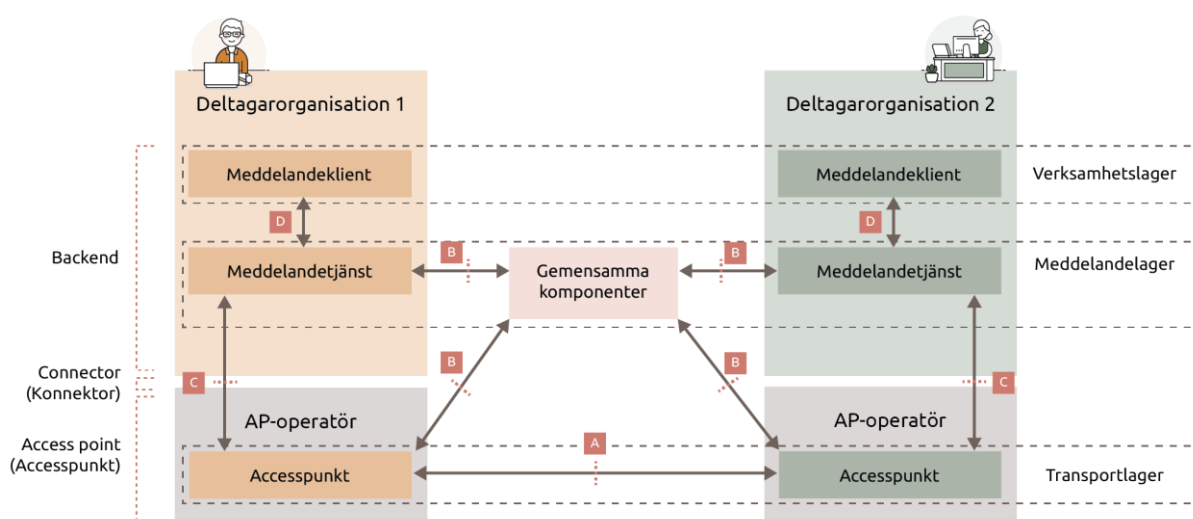 Deltagarorganisation 1
Deltagarorganisation 2
Meddelandeklient
Meddelandeklient
Verksamhetslager
D
D
Backend
Meddelandetjänst
B
Gemensamma
komponenter
B
Meddelandetjänst
Meddelandelager
B
B
Connector
(Konnektor)
C
C
AP-operatör
AP-operatör
Access point
(Accesspunkt)
A
Accesspunkt
Accesspunkt
Transportlager